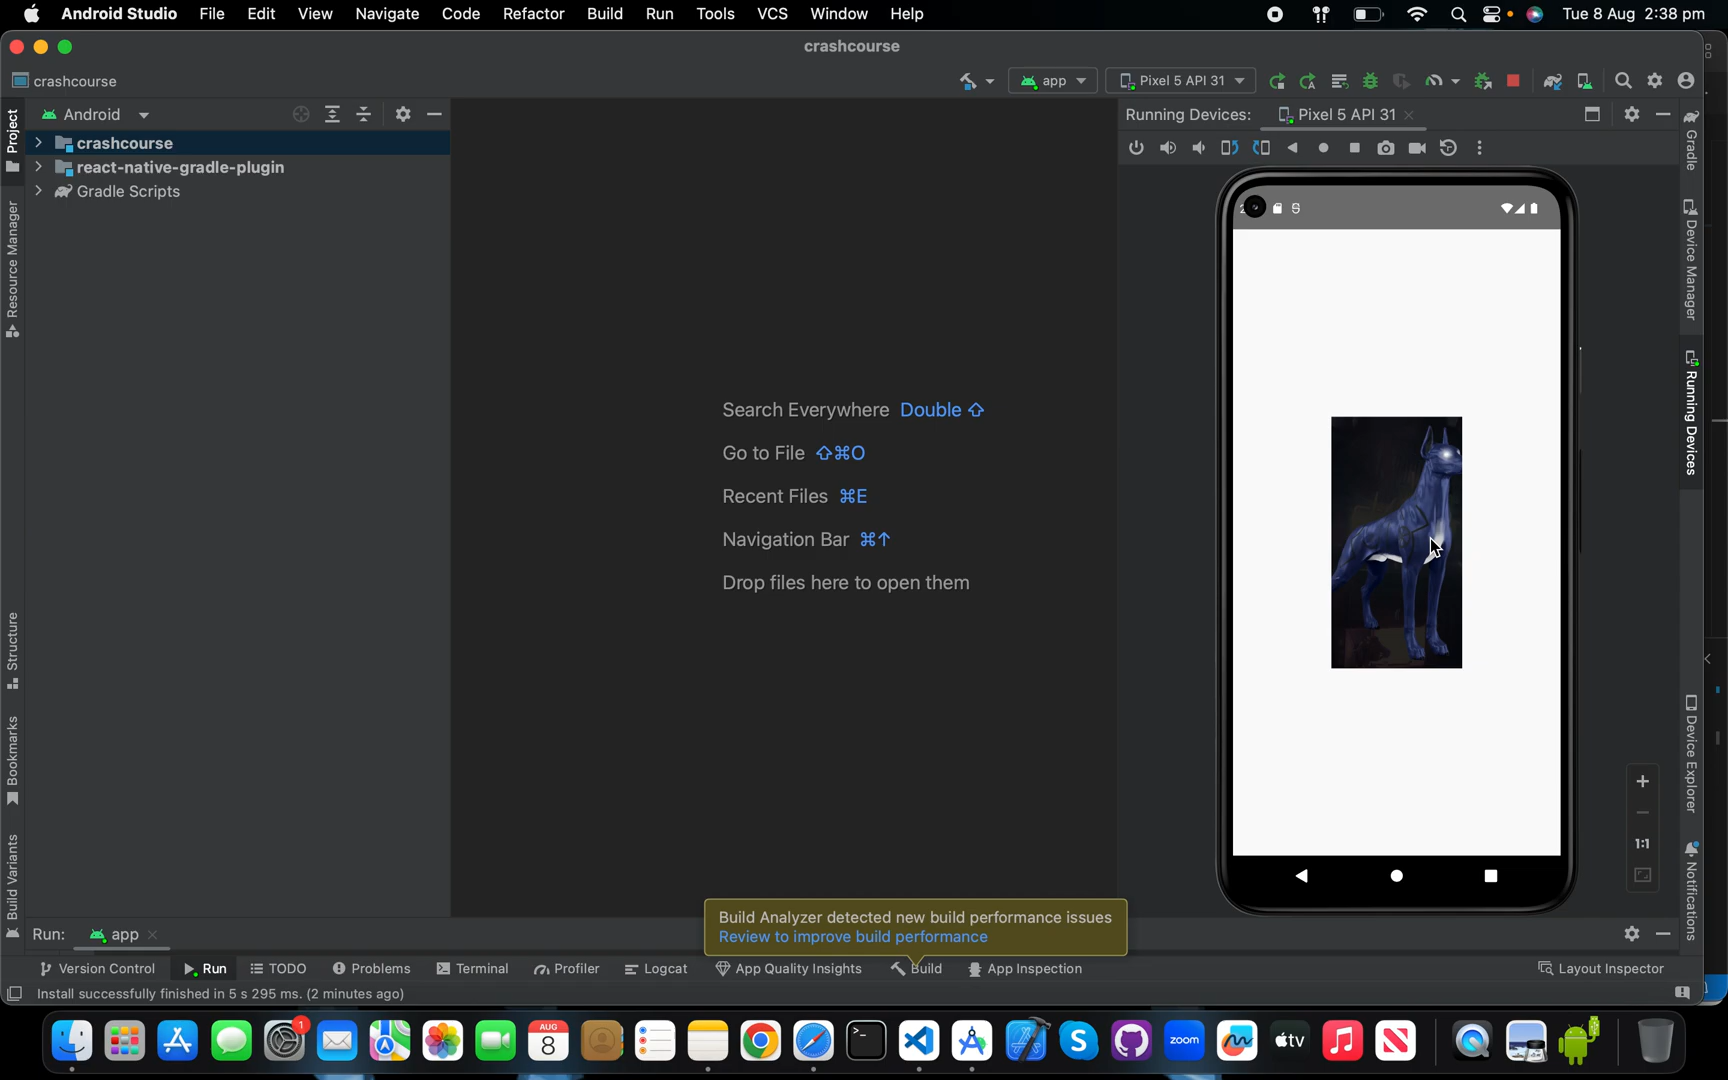 Android Studio File Edit View Navigate Code Refactor Build Run Tools VCS Window Help Tue 8 Aug 2:38 pm
crashcourse
crashcourse app Pixel 5 API 31
Android
Running Devices: Pixel 5 API 31
crashcourse
react-native-gradle-plugin
Gradle Scripts
Project
Resource Manager
Structure
Bookmarks
Build Variants
Search Everywhere Double ⇧
Go to File ⇧⌘O
Recent Files ⌘E
Navigation Bar ⌘↑
Drop files here to open them
Gradle
Device Manager
Running Devices
Device Explorer
Notifications
1:1
Build Analyzer detected new build performance issues
Review to improve build performance
Run: app
Version Control Run TODO Problems Terminal Profiler Logcat App Quality Insights Build App Inspection Layout Inspector
Install successfully finished in 5 s 295 ms. (2 minutes ago)
1
AUG
8
zoom
tv